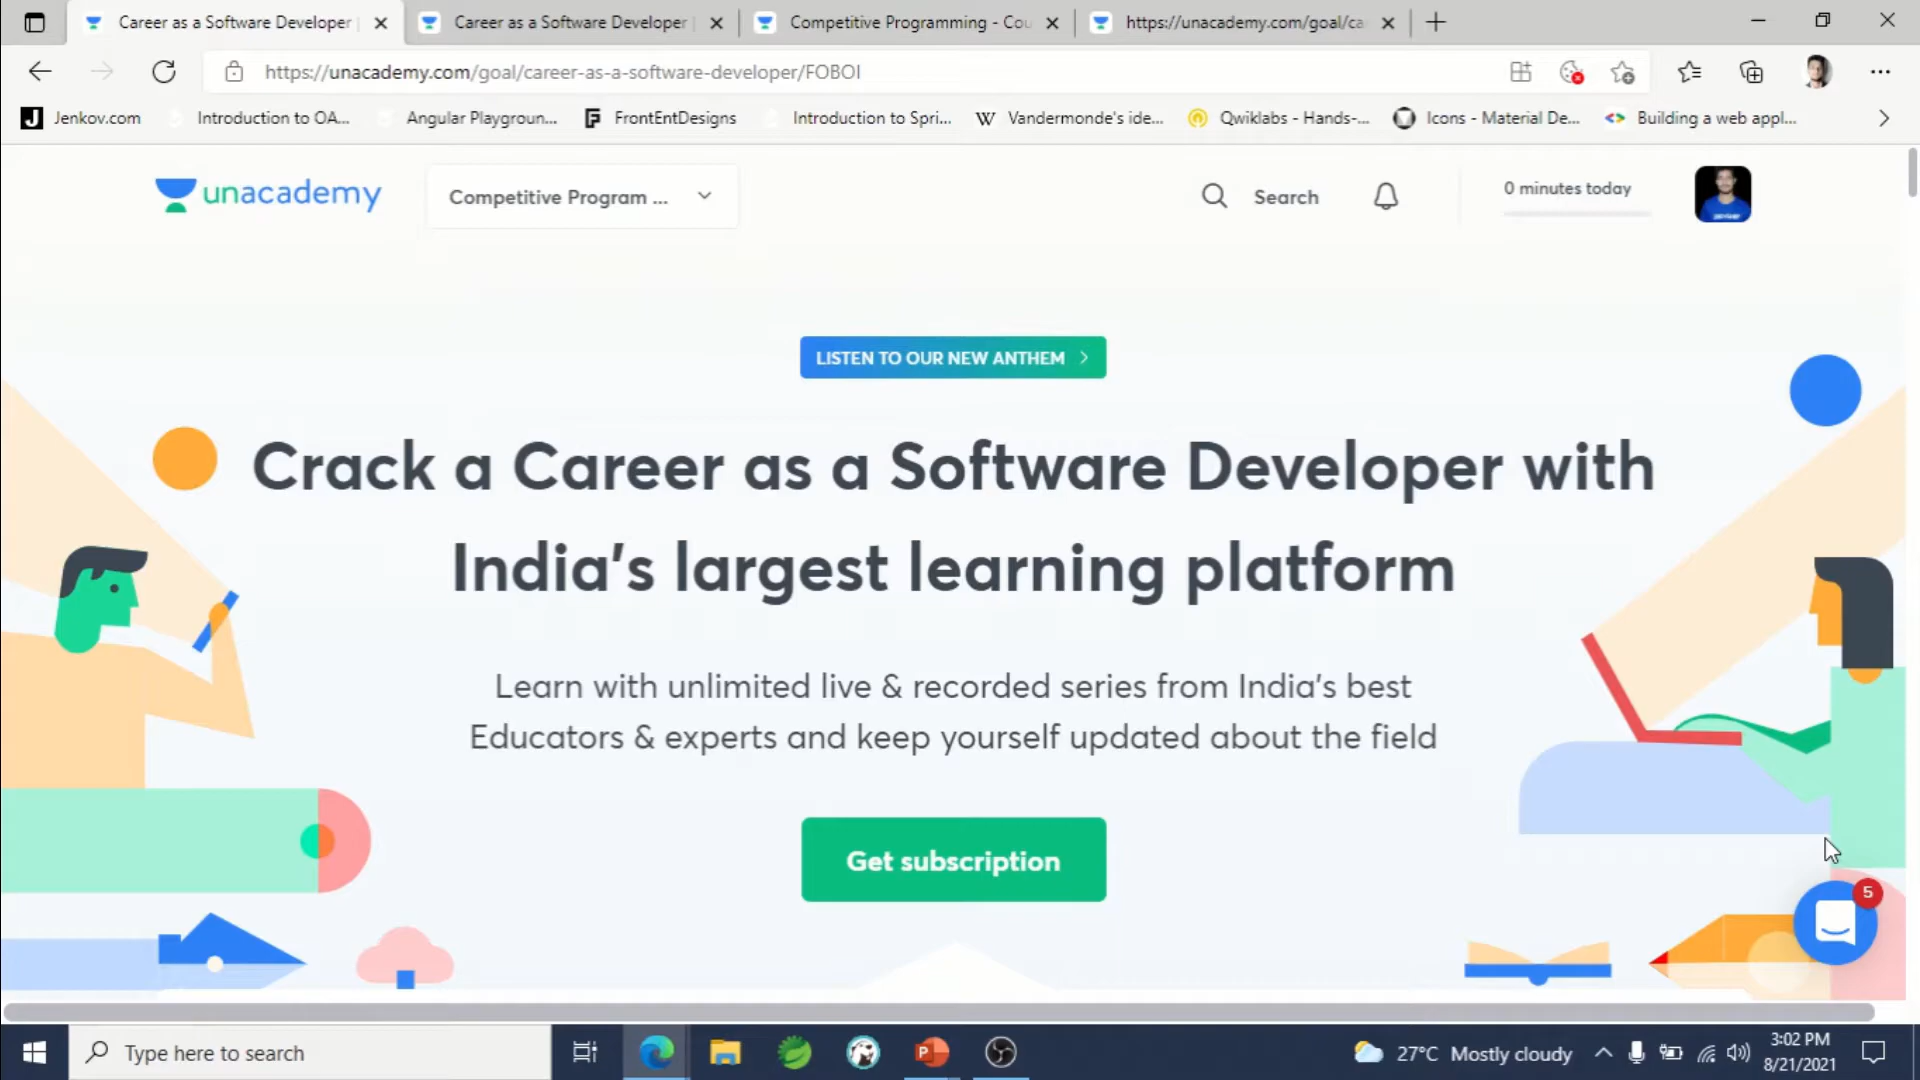 Career as a Software Developer
Career as a Software Developer
Competitive Programming - Cou
https://unacademy.com/goal/ca
https://unacademy.com/goal/career-as-a-software-developer/FOBOI
J Jenkov.com
Introduction to OA...
Angular Playgroun...
F FrontEntDesigns
Introduction to Spri...
W Vandermonde's ide...
Qwiklabs - Hands-...
Icons - Material De...
Building a web appl...
unacademy
Competitive Program ...
Search
0 minutes today
LISTEN TO OUR NEW ANTHEM
Crack a Career as a Software Developer with
India's largest learning platform
Learn with unlimited live & recorded series from India's best
Educators & experts and keep yourself updated about the field
Get subscription
5
Type here to search
P
27°C Mostly cloudy
3:02 PM
8/21/2021